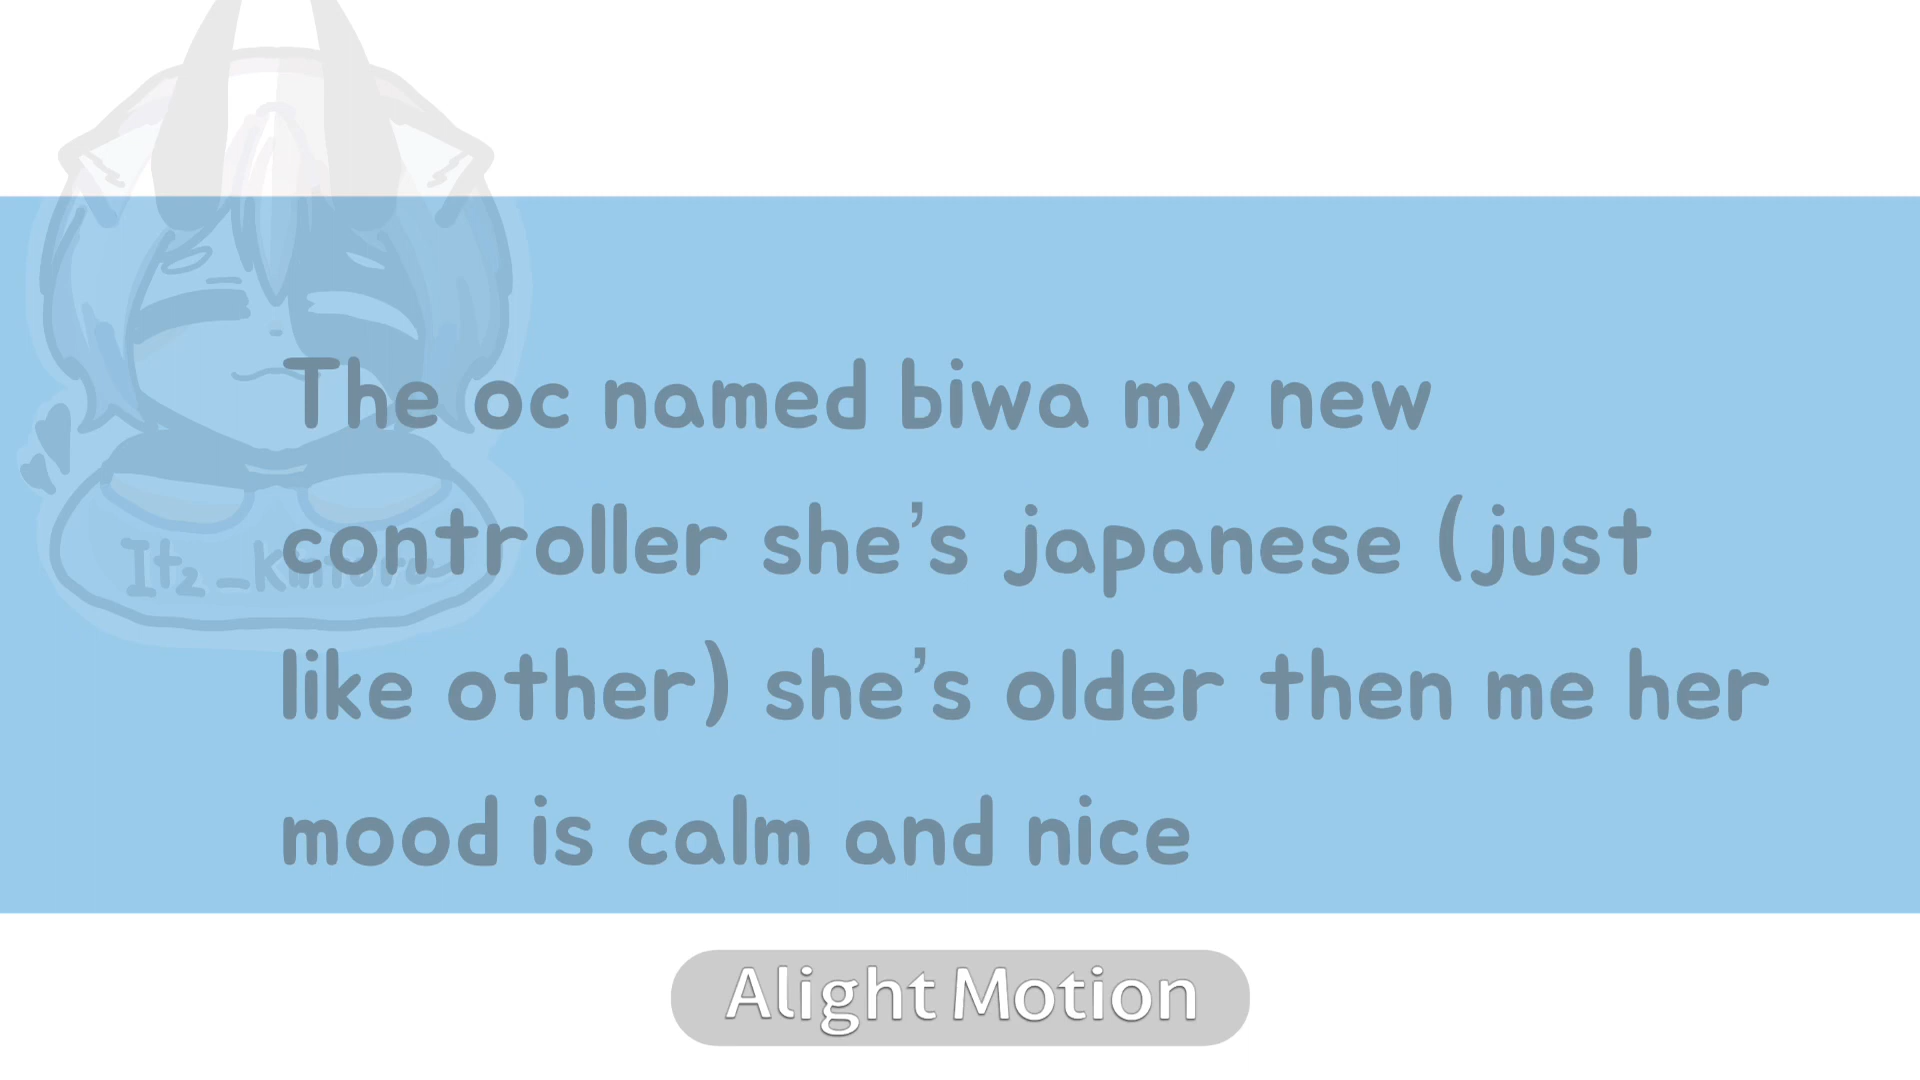 The oc named biwa my new
controller she's japanese (just
like other) she's older then me her
mood is calm and nice
Alight Motion